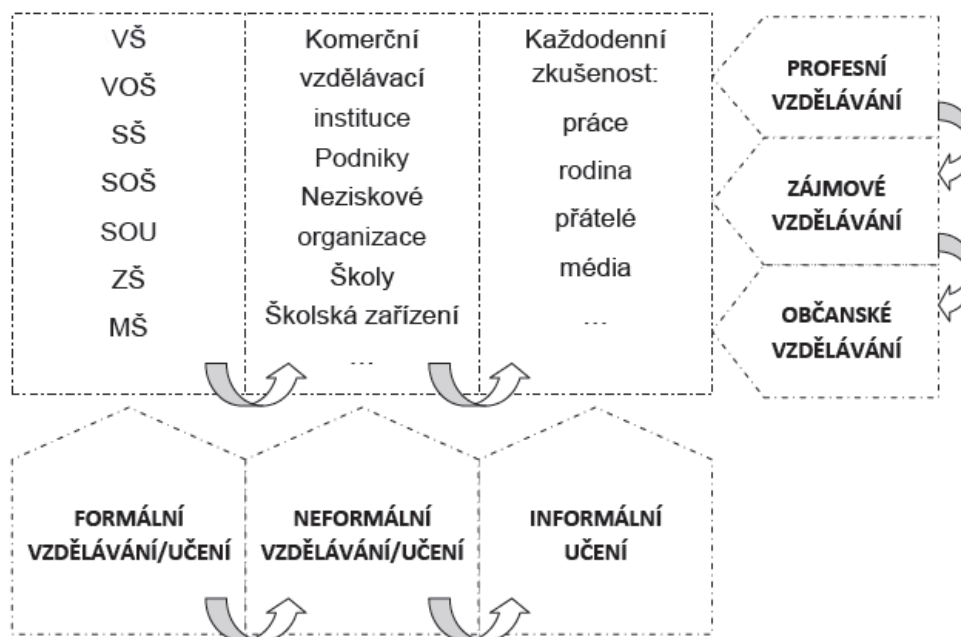 VŠ
VOŠ
SŠ
SOŠ
SOU
ZŠ
MŠ
Komerční
vzdělávací
instituce
Podniky
Neziskové
organizace
Školy
Školská zařízení
...
Každodenní
zkušenost:
práce
rodina
přátelé
média
...
PROFESNÍ
VZDĚLÁVÁNÍ
ZÁJMOVÉ
VZDĚLÁVÁNÍ
OBČANSKÉ
VZDĚLÁVÁNÍ
FORMÁLNÍ
VZDĚLÁVÁNÍ/UČENÍ
NEFORMÁLNÍ
VZDĚLÁVÁNÍ/UČENÍ
INFORMÁLNÍ
UČENÍ